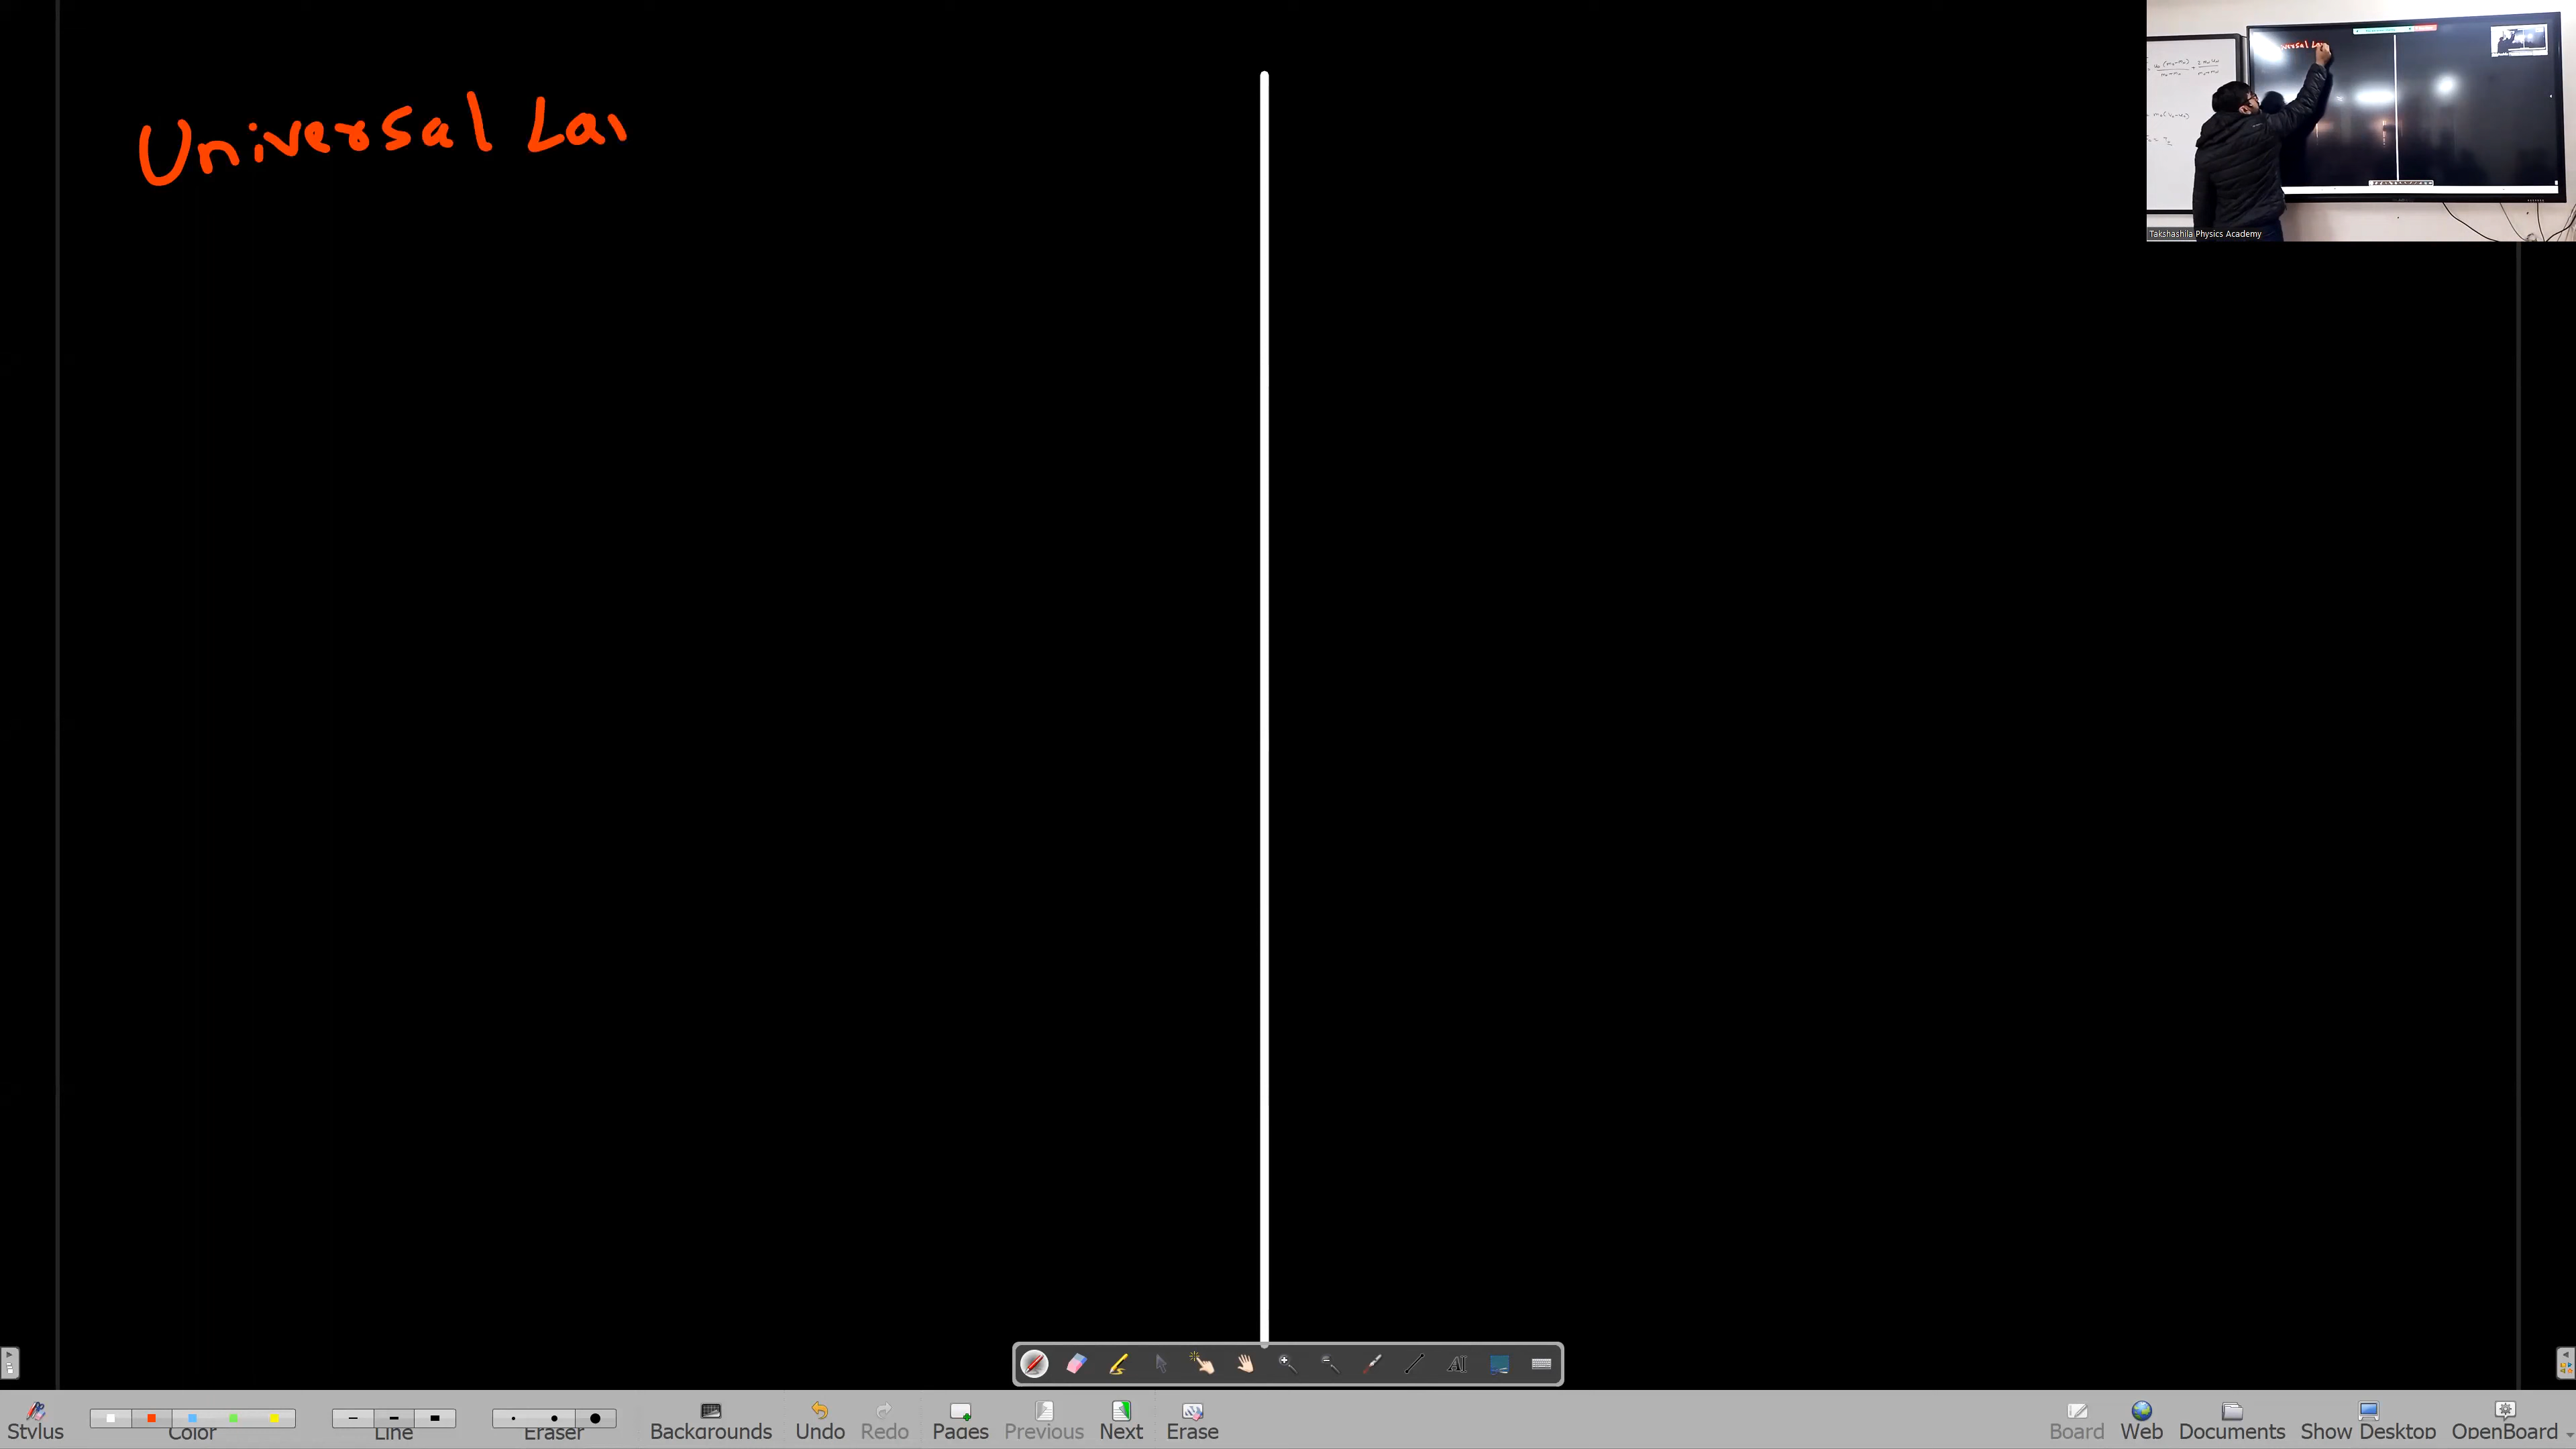 Universal Lav
Takshashila Physics Academy
Stylus
Color
Line
Eraser
Backgrounds
Undo
Redo
Pages
Previous
Next
Erase
Board
Web
Documents
Show Desktop
OpenBoard